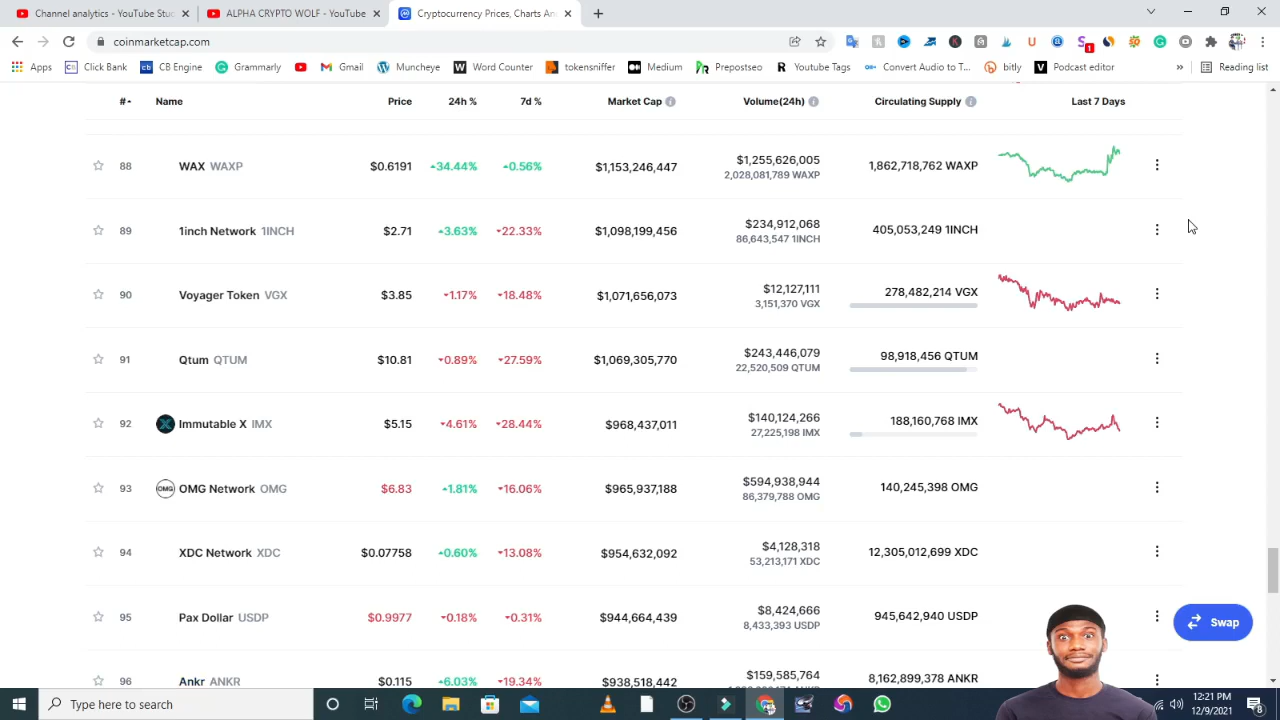 Channel analytics - YouTube Stu
ALPHA CRYPTO WOLF - YouTube
Cryptocurrency Prices, Charts An
coinmarketcap.com
Apps Click Bank CB Engine Grammarly Gmail Muncheye Word Counter tokensniffer Medium Prepostseo Youtube Tags Convert Audio to T... bitly Podcast editor » Reading list
# Name Price 24h % 7d % Market Cap Volume(24h) Circulating Supply Last 7 Days
88 WAX WAXP $0.6191 34.44% 0.56% $1,153,246,447 $1,255,626,005 1,862,718,762 WAXP
2,028,081,789 WAXP
89 1inch Network 1INCH $2.71 3.63% 22.33% $1,098,199,456 $234,912,068 405,053,249 1INCH
86,643,547 1INCH
90 Voyager Token VGX $3.85 1.17% 18.48% $1,071,656,073 $12,127,111 278,482,214 VGX
3,151,370 VGX
91 Qtum QTUM $10.81 0.89% 27.59% $1,069,305,770 $243,446,079 98,918,456 QTUM
22,520,509 QTUM
92 Immutable X IMX $5.15 4.61% 28.44% $968,437,011 $140,124,266 188,160,768 IMX
27,225,198 IMX
93 OMG OMG Network OMG $6.83 1.81% 16.06% $965,937,188 $594,938,944 140,245,398 OMG
86,379,788 OMG
94 XDC Network XDC $0.07758 0.60% 13.08% $954,632,092 $4,128,318 12,305,012,699 XDC
53,213,171 XDC
95 Pax Dollar USDP $0.9977 0.18% 0.31% $944,664,439 $8,424,666 945,642,940 USDP
8,433,393 USDP
Swap
96 Ankr ANKR $0.115 6.03% 19.34% $938,518,442 $159,585,764 8,162,899,378 ANKR
Type here to search
12:21 PM
12/9/2021